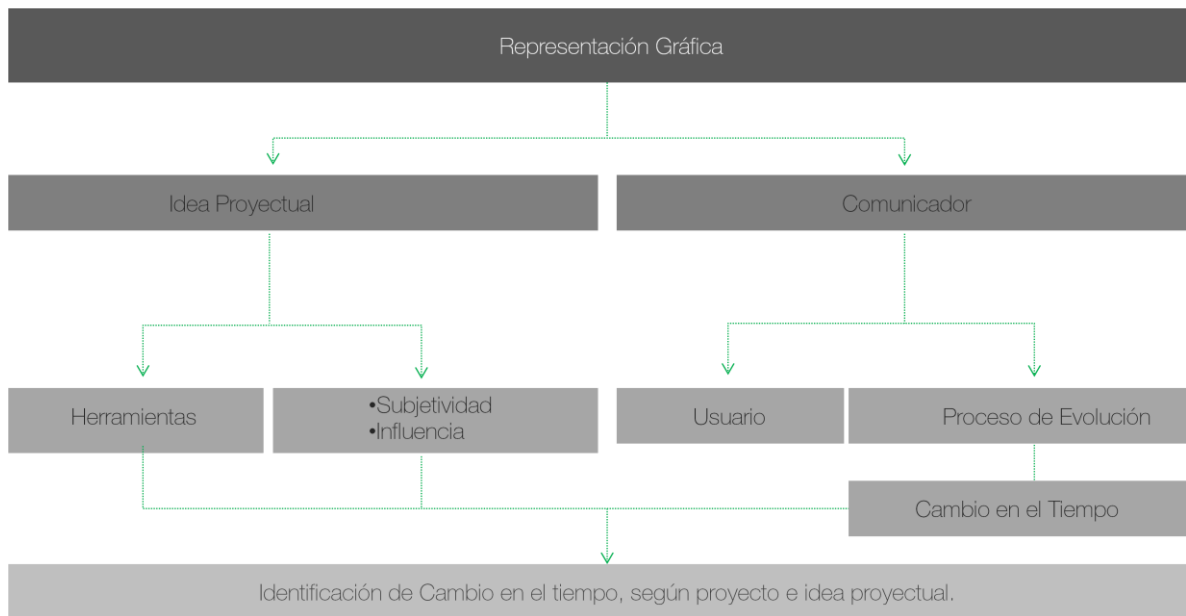 Representación Gráfica
Idea Proyectual
Comunicador
Herramientas
•Subjetividad
•Influencia
Usuario
Proceso de Evolución
Cambio en el Tiempo
Identificación de Cambio en el tiempo, según proyecto e idea proyectual.